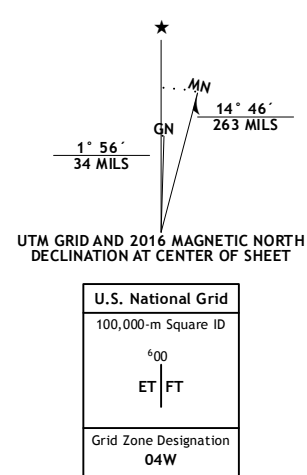 ★
MN
GN
14° 46´
263 MILS
1° 56´
34 MILS
UTM GRID AND 2016 MAGNETIC NORTH
DECLINATION AT CENTER OF SHEET
U.S. National Grid
100,000-m Square ID
⁶00
ET FT
Grid Zone Designation
04W